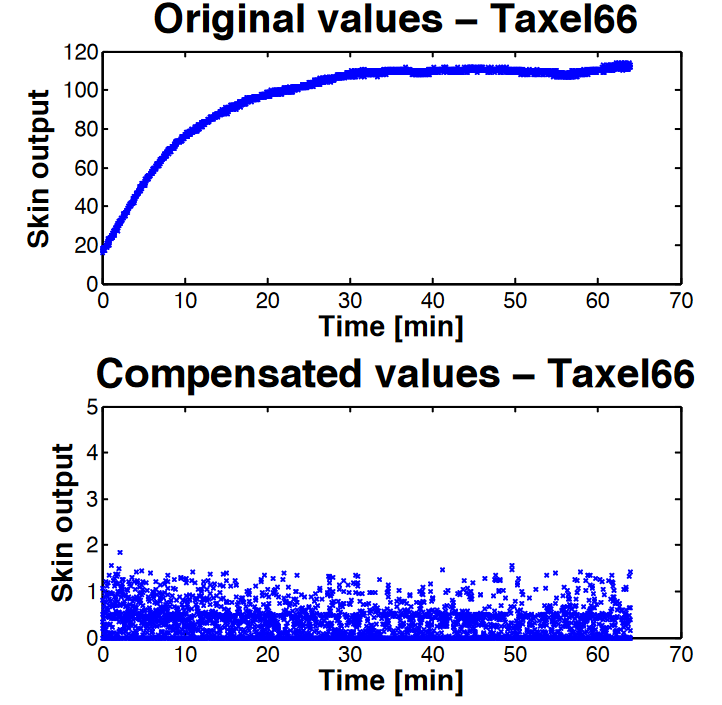 Original values – Taxel66
120
100
80
60
40
20
0
Skin output
0 10 20 30 40 50 60 70
Time [min]
Compensated values – Taxel66
5
4
3
2
1
0
Skin output
0 10 20 30 40 50 60 70
Time [min]